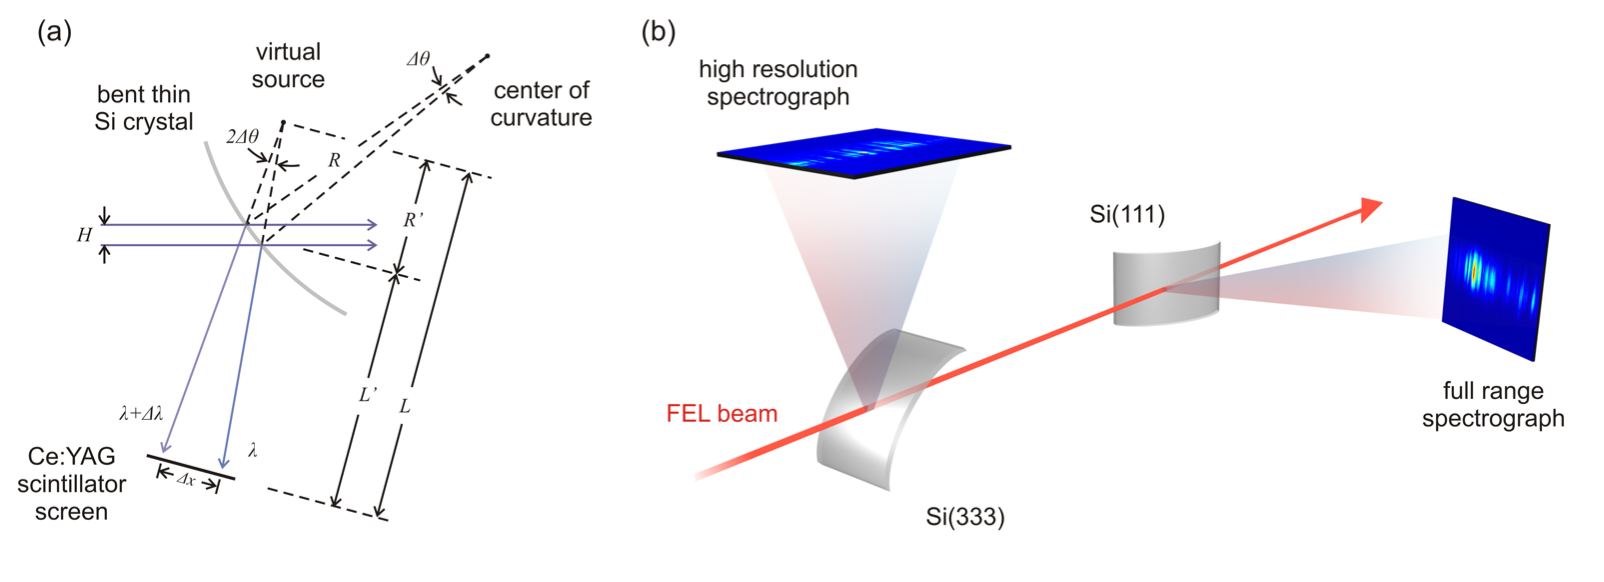 (a)
virtual
source
Δθ
center of
curvature
bent thin
Si crystal
2Δθ
R
R’
H
L’
L
λ+Δλ
λ
Ce:YAG
scintillator
screen
Δx
(b)
high resolution
spectrograph
Si(111)
FEL beam
full range
spectrograph
Si(333)